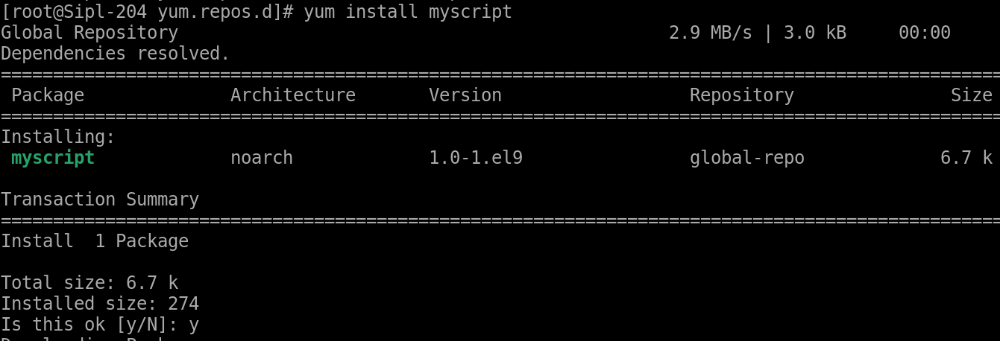 [root@Sipl-204 yum.repos.d]# yum install myscript
Global Repository 2.9 MB/s | 3.0 kB 00:00
Dependencies resolved.
================================================================================================
Package Architecture Version Repository Size
================================================================================================
Installing:
myscript noarch 1.0-1.el9 global-repo 6.7 k
Transaction Summary
================================================================================================
Install 1 Package
Total size: 6.7 k
Installed size: 274
Is this ok [y/N]: y